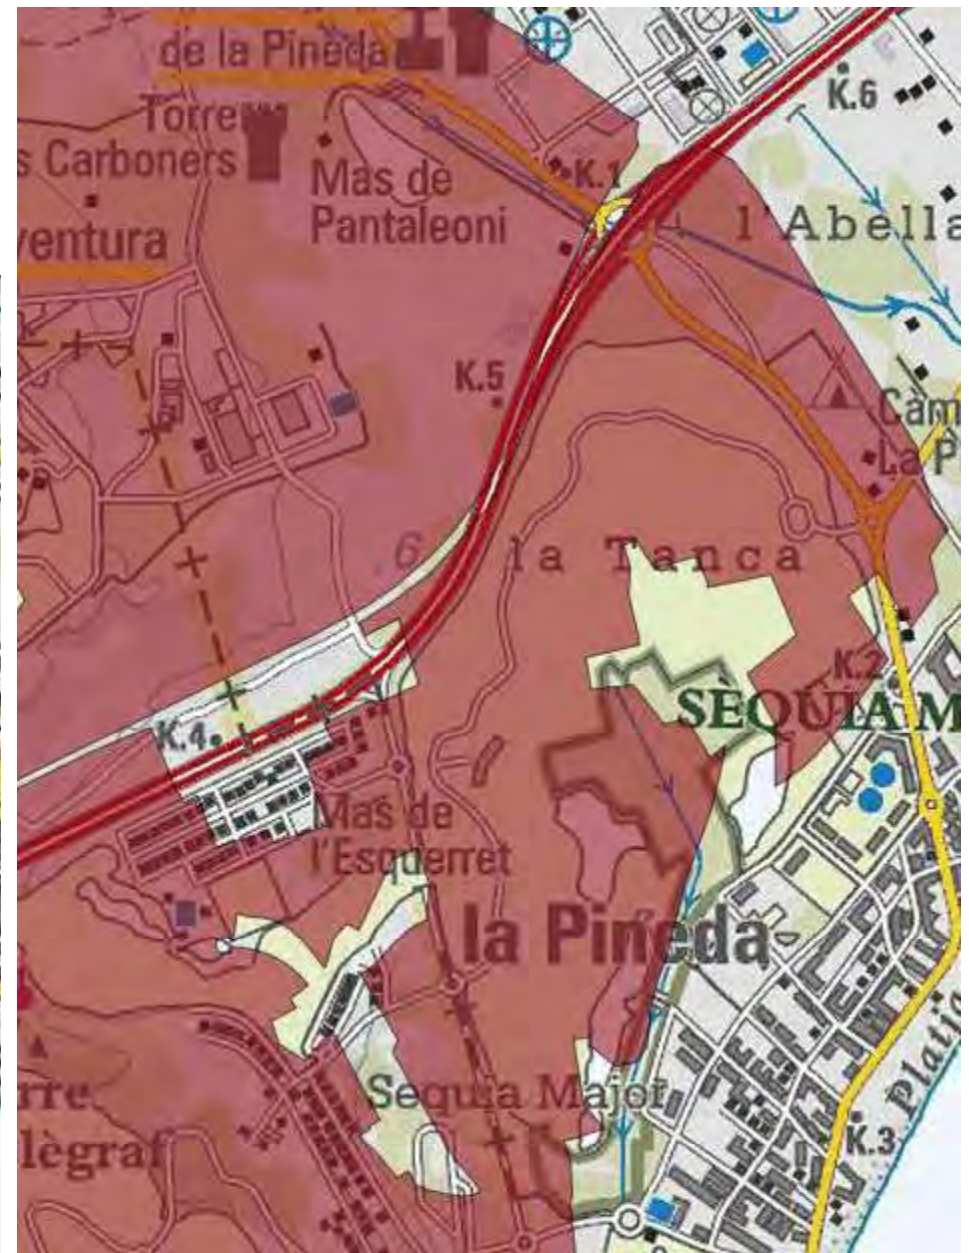 de la Pineda
K.6
Torre
s Carboners
K.1
Mas de
Pantaleoni
l'Abella
ventura
K.5
Càm
La P
6
la Tanca
K.2
SÈQUIA M
K.4
Mas de
l'Esquerret
la Pineda
Platja
rre
Sequia Major
lègraf
K.3